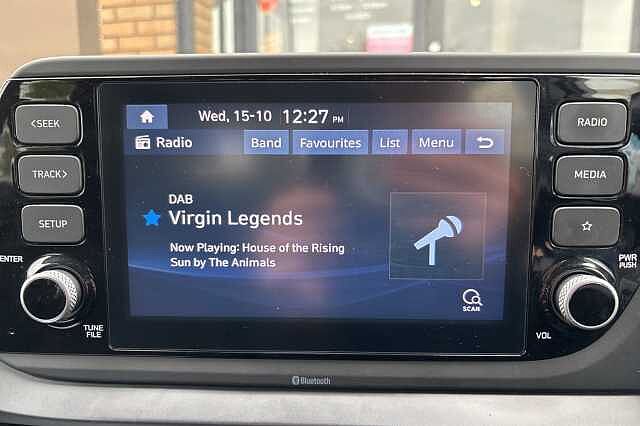 Wed, 15-10 12:27 PM
Radio Band Favourites List Menu
DAB
Virgin Legends
Now Playing: House of the Rising
Sun by The Animals
SCAN
<SEEK
TRACK>
SETUP
ENTER
TUNE
FILE
RADIO
MEDIA
PWR
PUSH
VOL
Bluetooth